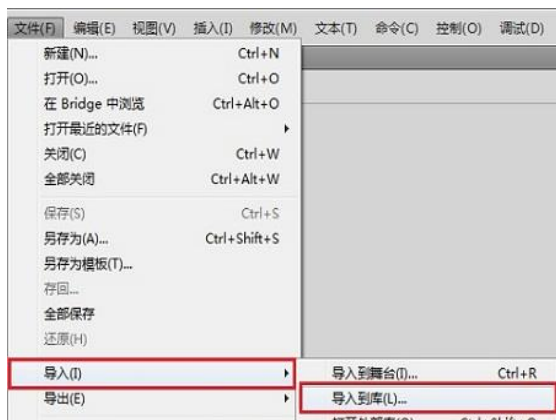 文件(F) 编辑(E) 视图(V) 插入(I) 修改(M) 文本(T) 命令(C) 控制(O) 调试(D)
新建(N)... Ctrl+N
打开(O)... Ctrl+O
在 Bridge 中浏览 Ctrl+Alt+O
打开最近的文件(F)
关闭(C) Ctrl+W
全部关闭 Ctrl+Alt+W
保存(S) Ctrl+S
另存为(A)... Ctrl+Shift+S
另存为模板(T)...
存回...
全部保存
还原(H)
导入(I) 导入到舞台(I)... Ctrl+R
导出(E) 导入到库(L)...